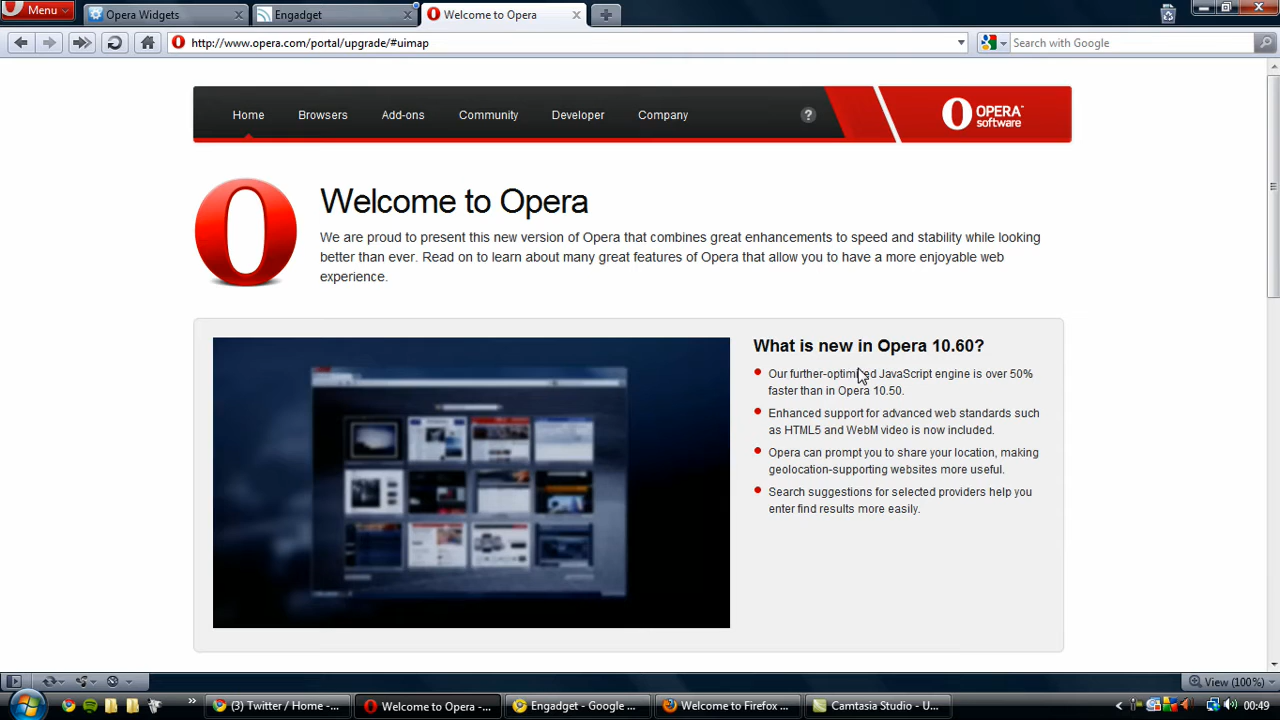 Menu
Opera Widgets
Engadget
Welcome to Opera
http://www.opera.com/portal/upgrade/#uimap
Search with Google
Home
Browsers
Add-ons
Community
Developer
Company
?
OPERA
software
Welcome to Opera
We are proud to present this new version of Opera that combines great enhancements to speed and stability while looking
better than ever. Read on to learn about many great features of Opera that allow you to have a more enjoyable web
experience.
What is new in Opera 10.60?
Our further-optimized JavaScript engine is over 50%
faster than in Opera 10.50.
Enhanced support for advanced web standards such
as HTML5 and WebM video is now included.
Opera can prompt you to share your location, making
geolocation-supporting websites more useful.
Search suggestions for selected providers help you
enter find results more easily.
View (100%)
(3) Twitter / Home -...
Welcome to Opera -...
Engadget - Google ...
Welcome to Firefox ...
Camtasia Studio - U...
00:49